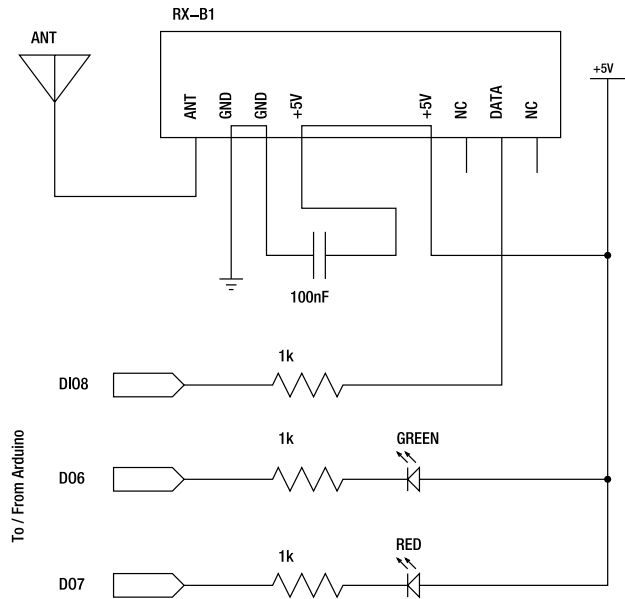 RX–B1
ANT
+5V
ANT
GND
GND
+5V
+5V
NC
DATA
NC
100nF
1k
DI08
1k
GREEN
D06
To / From Arduino
1k
RED
D07